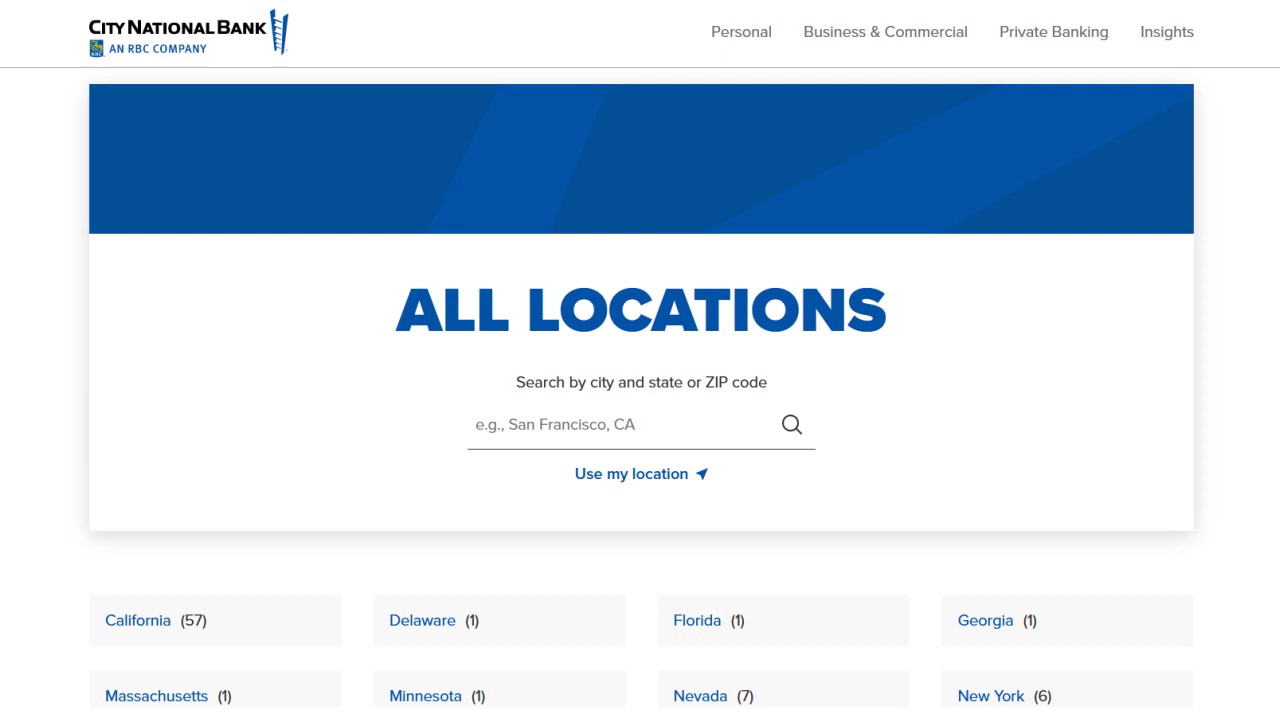 CITY NATIONAL BANK
RBC AN RBC COMPANY
Personal
Business & Commercial
Private Banking
Insights
ALL LOCATIONS
Search by city and state or ZIP code
e.g., San Francisco, CA
Use my location
California (57)
Delaware (1)
Florida (1)
Georgia (1)
Massachusetts (1)
Minnesota (1)
Nevada (7)
New York (6)